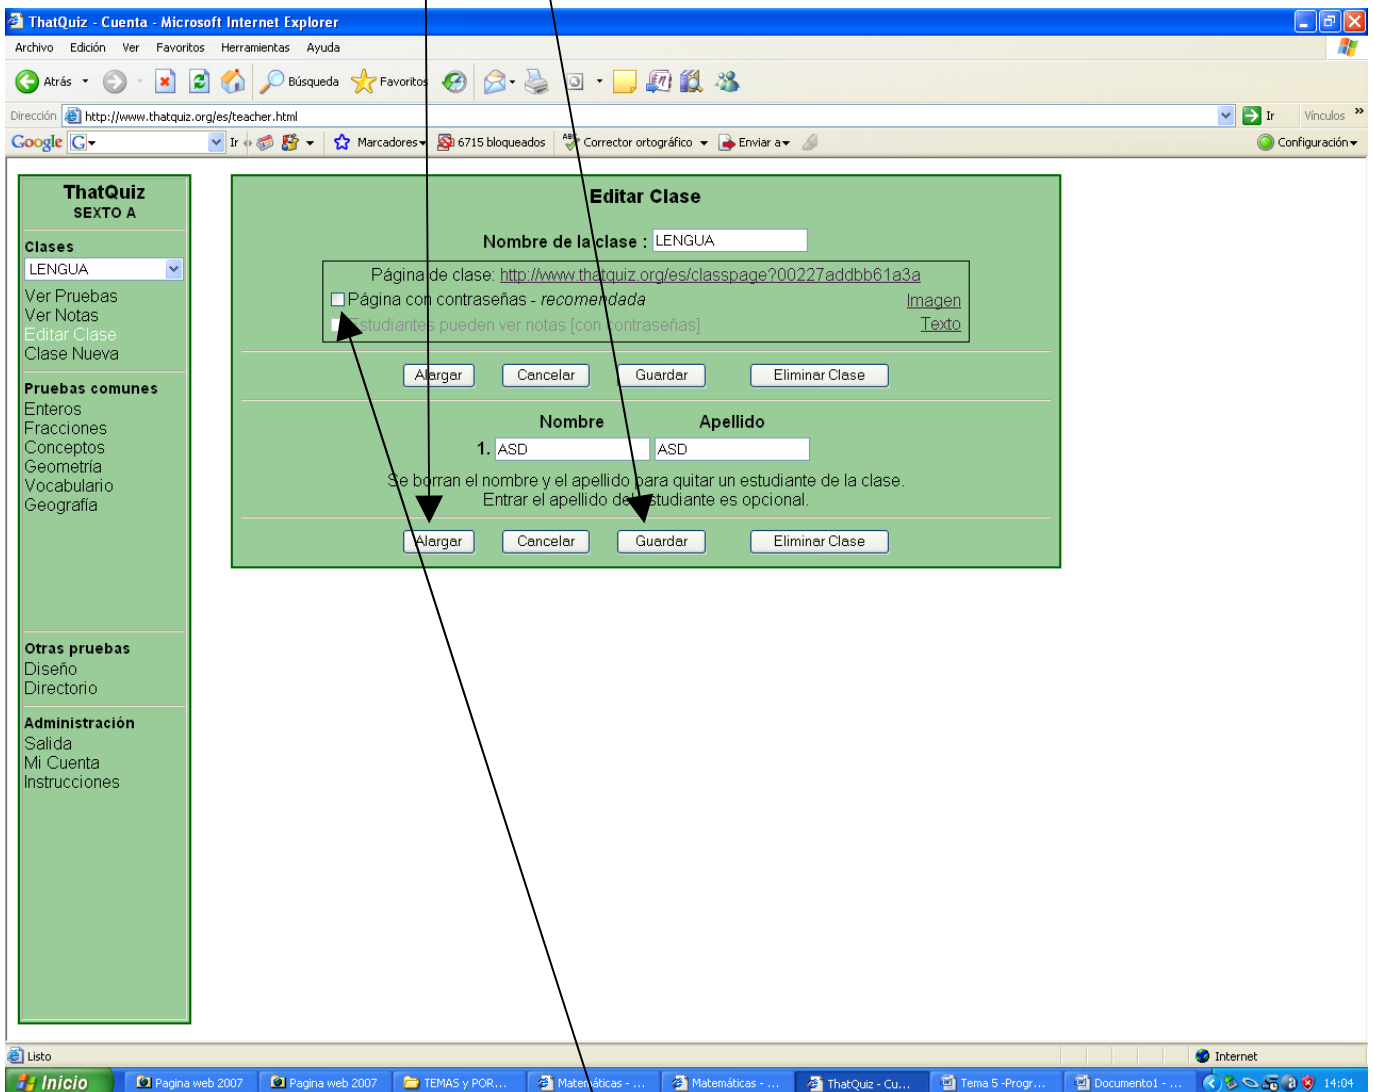 ThatQuiz - Cuenta - Microsoft Internet Explorer
Archivo Edición Ver Favoritos Herramientas Ayuda
Atrás Búsqueda Favoritos
Dirección http://www.thatquiz.org/es/teacher.html Ir Vínculos »
Google G Ir Marcadores 6715 bloqueados Corrector ortográfico Enviar a Configuración
ThatQuiz
SEXTO A
Clases
LENGUA
Ver Pruebas
Ver Notas
Editar Clase
Clase Nueva
Pruebas comunes
Enteros
Fracciones
Conceptos
Geometría
Vocabulario
Geografía
Otras pruebas
Diseño
Directorio
Administración
Salida
Mi Cuenta
Instrucciones
Editar Clase
Nombre de la clase : LENGUA
Página de clase: http://www.thatquiz.org/es/classpage?00227addbb61a3a
Página con contraseñas - recomendada Imagen
Estudiantes pueden ver notas [con contraseñas] Texto
Alargar Cancelar Guardar Eliminar Clase
Nombre Apellido
1. ASD ASD
Se borran el nombre y el apellido para quitar un estudiante de la clase.
Entrar el apellido del estudiante es opcional.
Alargar Cancelar Guardar Eliminar Clase
Listo Internet
Inicio Pagina web 2007 Pagina web 2007 TEMAS y POR... Matemáticas - ... Matemáticas - ... ThatQuiz - Cu... Tema 5 -Progr... Documento1 - ... 14:04